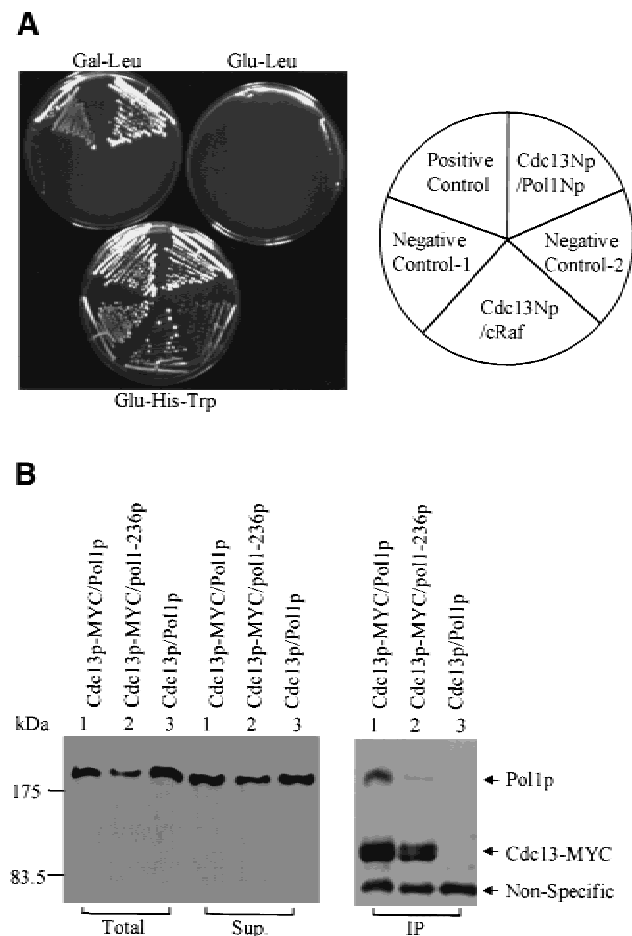 A
Gal-Leu
Glu-Leu
Glu-His-Trp
Positive
Control
Cdc13Np
/Pol1Np
Negative
Control-1
Negative
Control-2
Cdc13Np
/cRaf
B
Cdc13p-MYC/Pol1p
Cdc13p-MYC/pol1-236p
Cdc13p/Pol1p
Cdc13p-MYC/Pol1p
Cdc13p-MYC/pol1-236p
Cdc13p/Pol1p
Cdc13p-MYC/Pol1p
Cdc13p-MYC/pol1-236p
Cdc13p/Pol1p
kDa
1 2 3 1 2 3
1 2 3
175
83.5
Pol1p
Cdc13-MYC
Non-Specific
Total
Sup.
IP